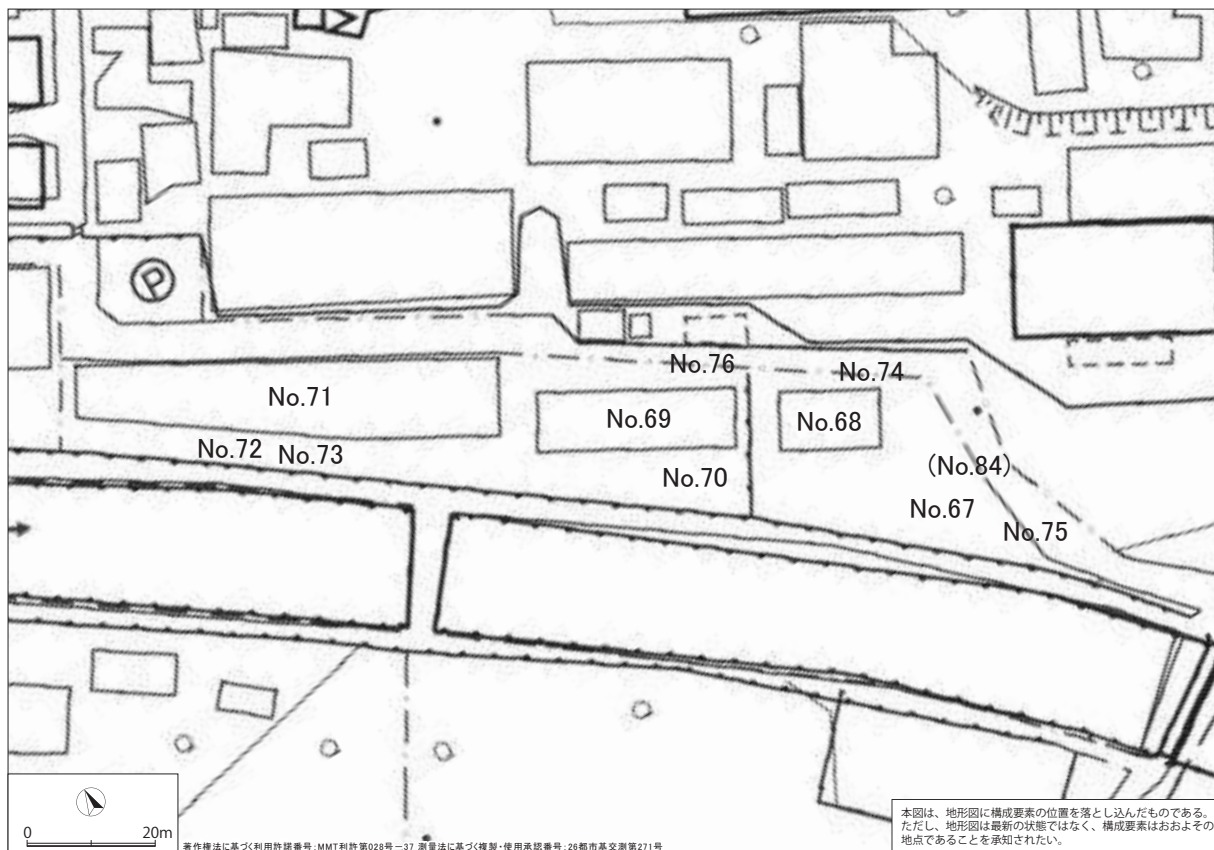 P
No.76
No.74
No.71
No.69
No.68
No.72
No.73
No.70
(No.84)
No.67
No.75
0 20m
著作権法に基づく利用許諾番号:MMT利許第028号-37 測量法に基づく複製・使用承認番号:26都市基交測第271号
本図は、地形図に構成要素の位置を落とし込んだものである。
ただし、地形図は最新の状態ではなく、構成要素はおおよその
地点であることを承知されたい。